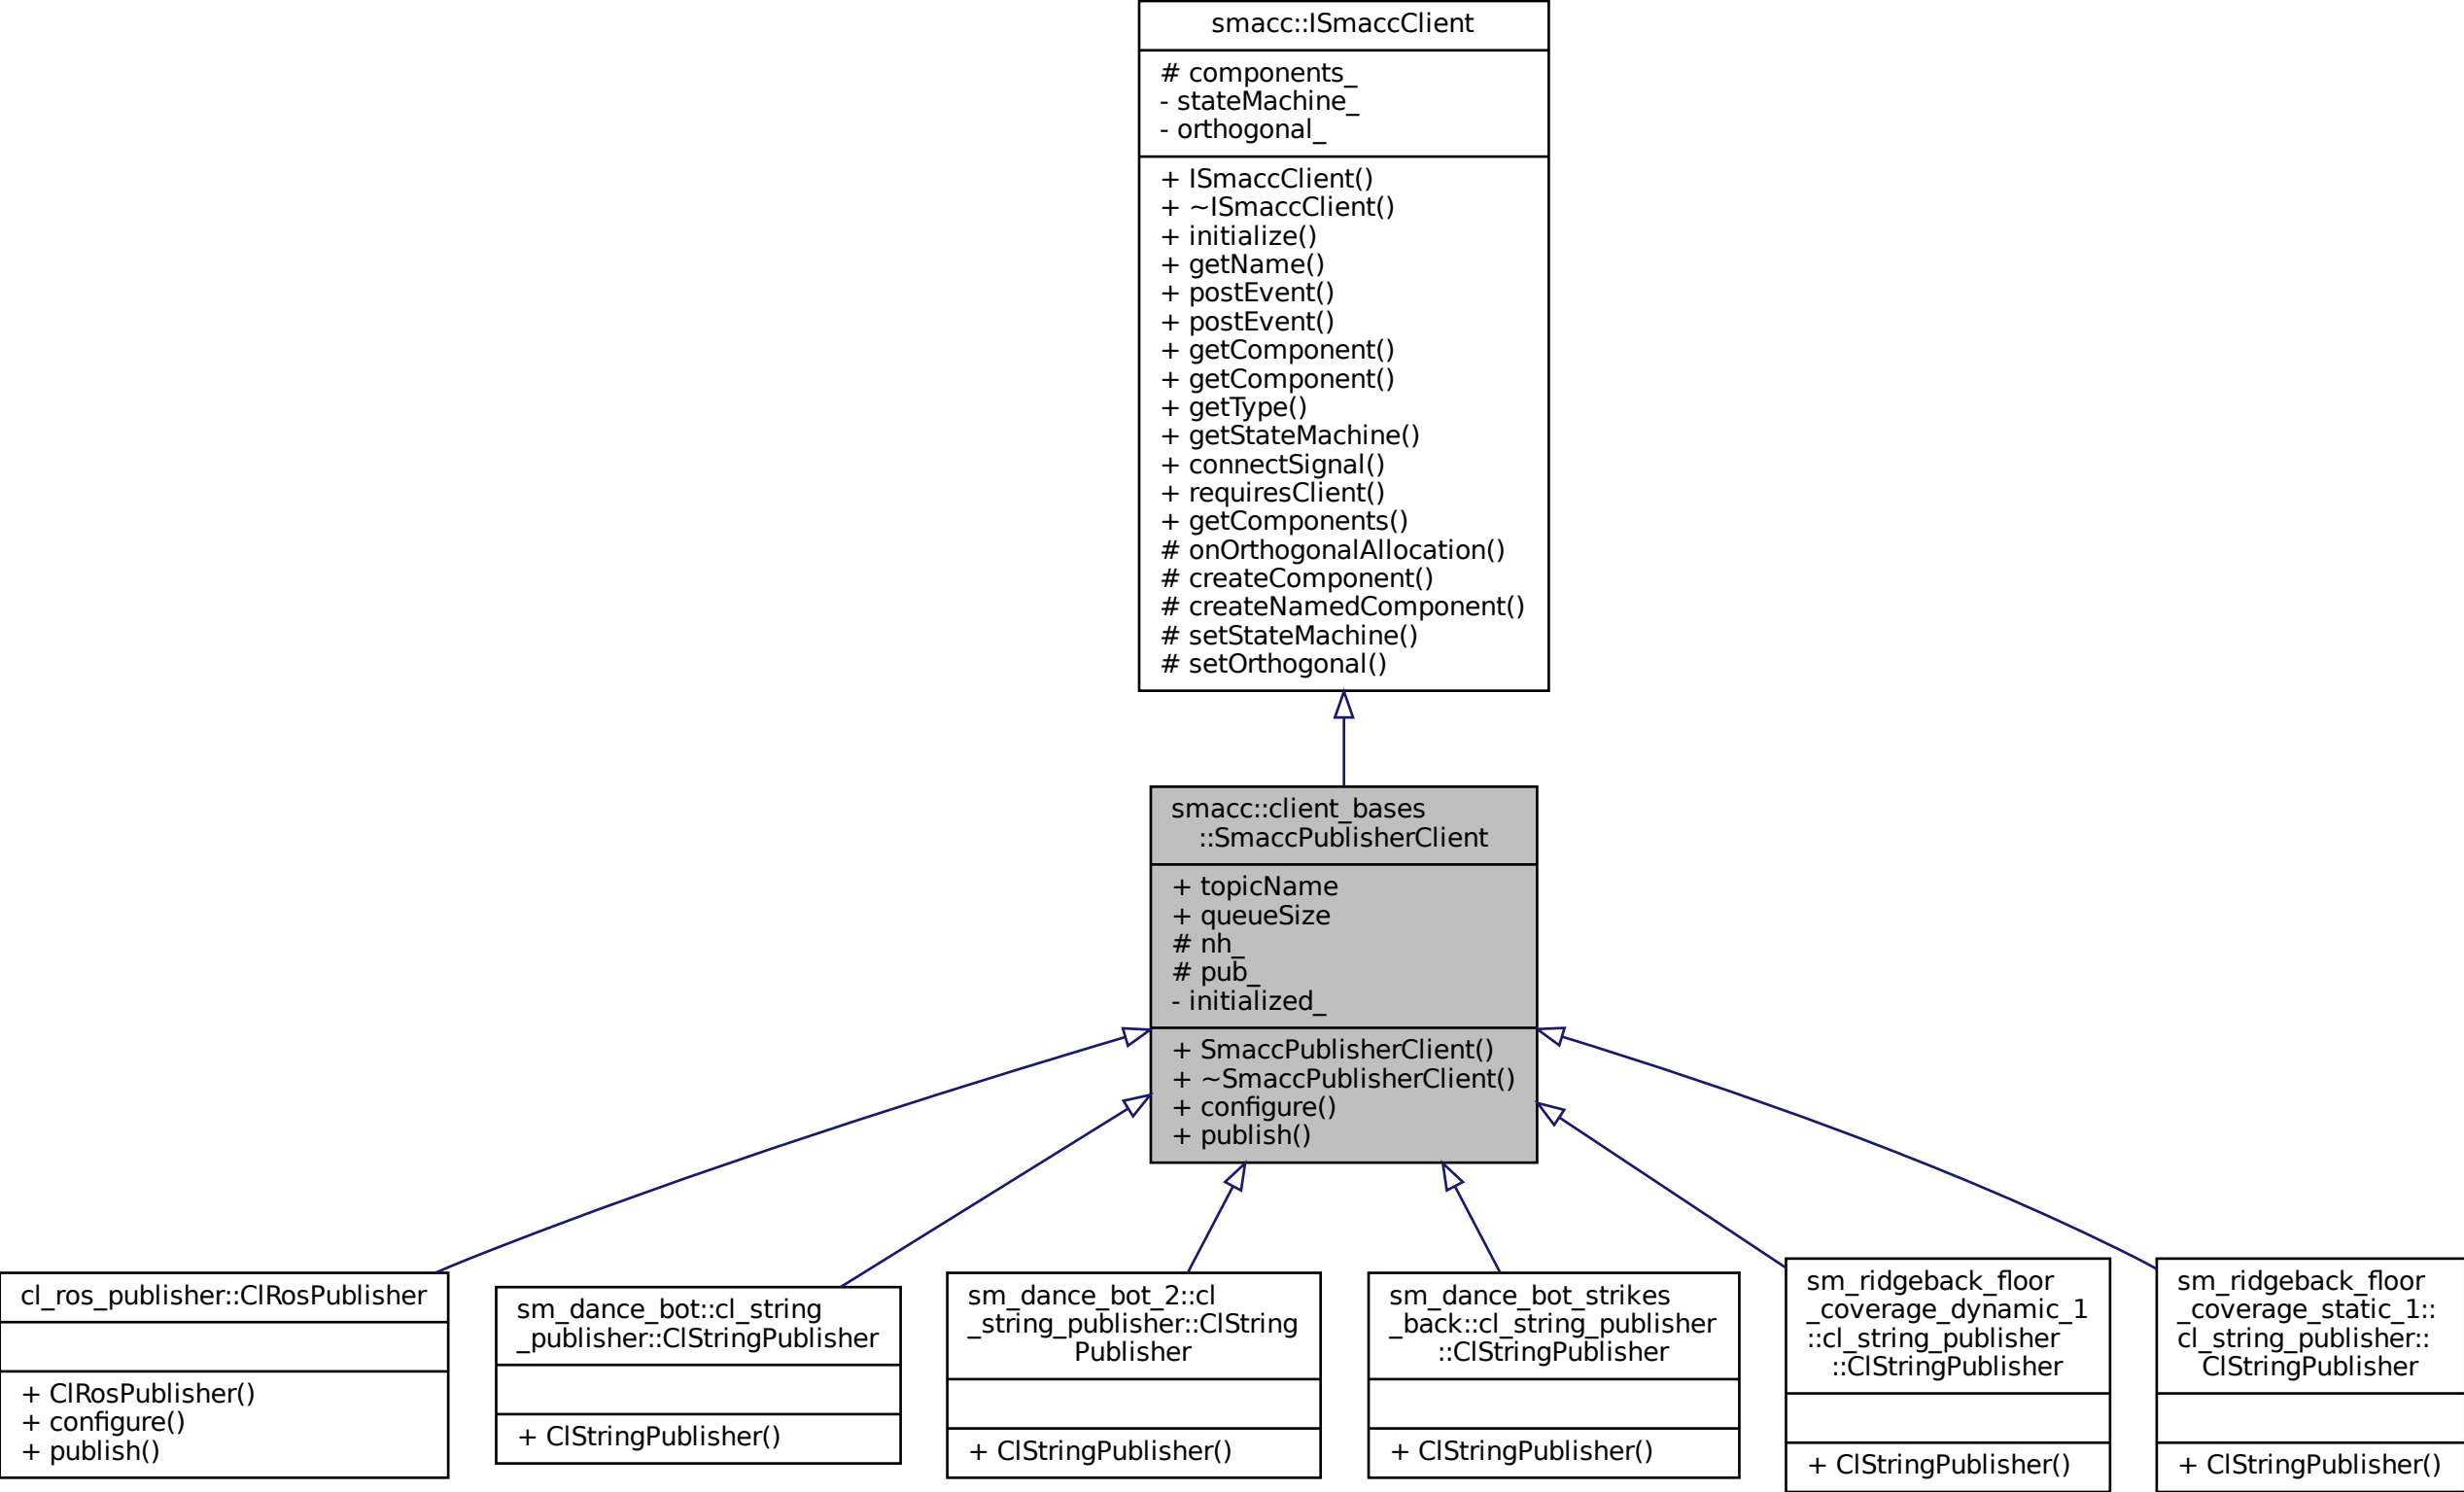 smacc::ISmaccClient
# components_
- stateMachine_
- orthogonal_
+ ISmaccClient()
+ ~ISmaccClient()
+ initialize()
+ getName()
+ postEvent()
+ postEvent()
+ getComponent()
+ getComponent()
+ getType()
+ getStateMachine()
+ connectSignal()
+ requiresClient()
+ getComponents()
# onOrthogonalAllocation()
# createComponent()
# createNamedComponent()
# setStateMachine()
# setOrthogonal()
smacc::client_bases
::SmaccPublisherClient
+ topicName
+ queueSize
# nh_
# pub_
- initialized_
+ SmaccPublisherClient()
+ ~SmaccPublisherClient()
+ configure()
+ publish()
cl_ros_publisher::ClRosPublisher
+ ClRosPublisher()
+ configure()
+ publish()
sm_dance_bot::cl_string
_publisher::ClStringPublisher
+ ClStringPublisher()
sm_dance_bot_2::cl
_string_publisher::ClString
Publisher
+ ClStringPublisher()
sm_dance_bot_strikes
_back::cl_string_publisher
::ClStringPublisher
+ ClStringPublisher()
sm_ridgeback_floor
_coverage_dynamic_1
::cl_string_publisher
::ClStringPublisher
+ ClStringPublisher()
sm_ridgeback_floor
_coverage_static_1::
cl_string_publisher::
ClStringPublisher
+ ClStringPublisher()